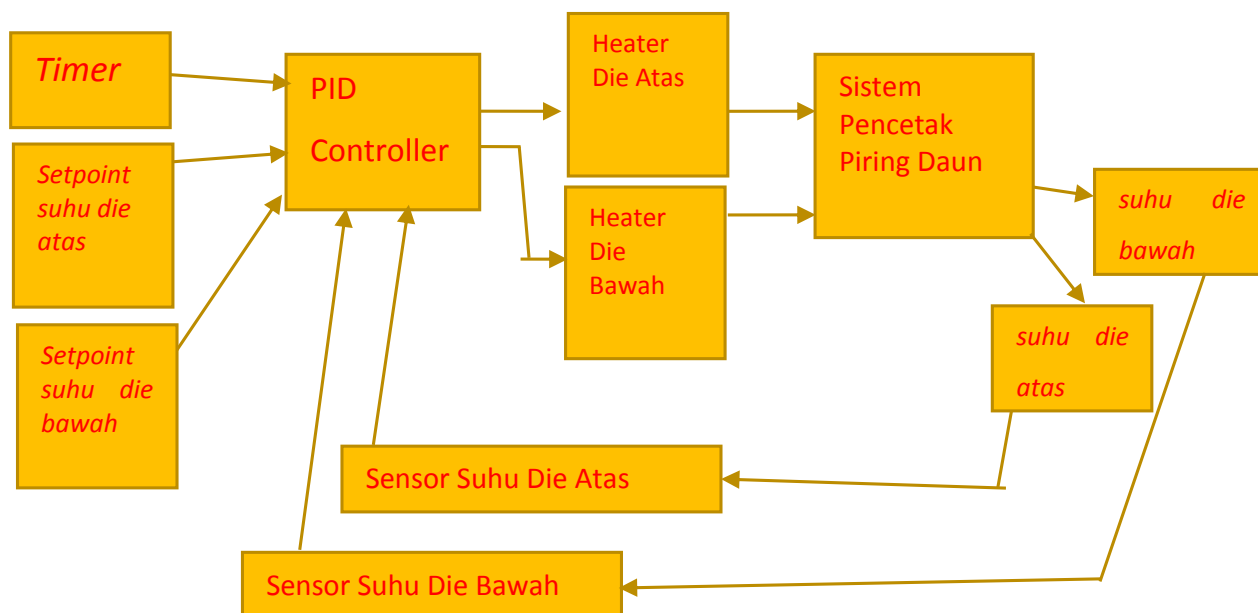 Timer
Setpoint
suhu die
atas
Setpoint
suhu die
bawah
PID
Controller
Heater
Die Atas
Heater
Die
Bawah
Sistem
Pencetak
Piring Daun
suhu die
bawah
suhu die
atas
Sensor Suhu Die Atas
Sensor Suhu Die Bawah